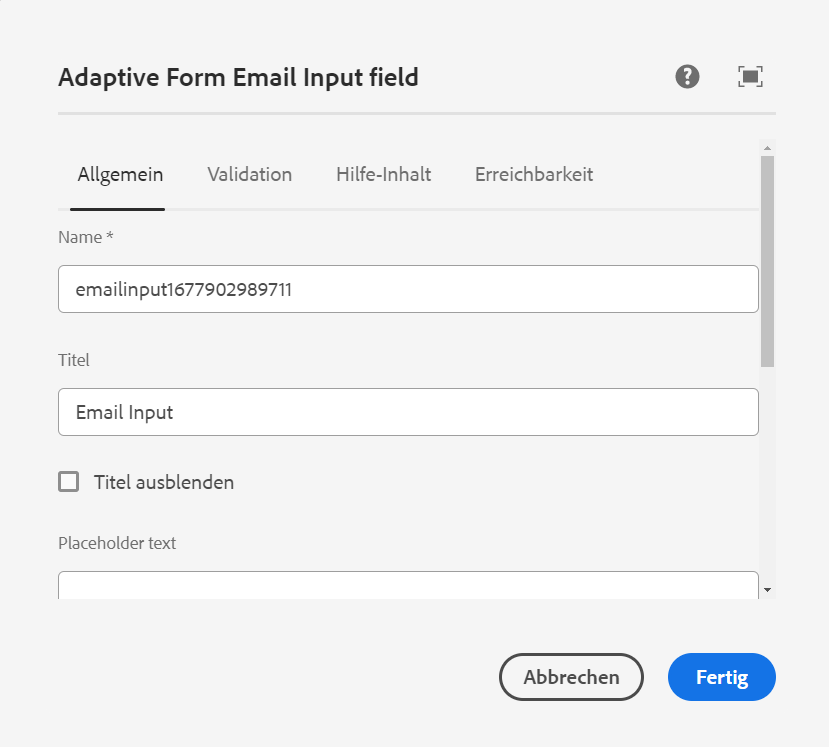 Adaptive Form Email Input field
Allgemein Validation Hilfe-Inhalt Erreichbarkeit
Name *
emailinput1677902989711
Titel
Email Input
Titel ausblenden
Placeholder text
Abbrechen Fertig